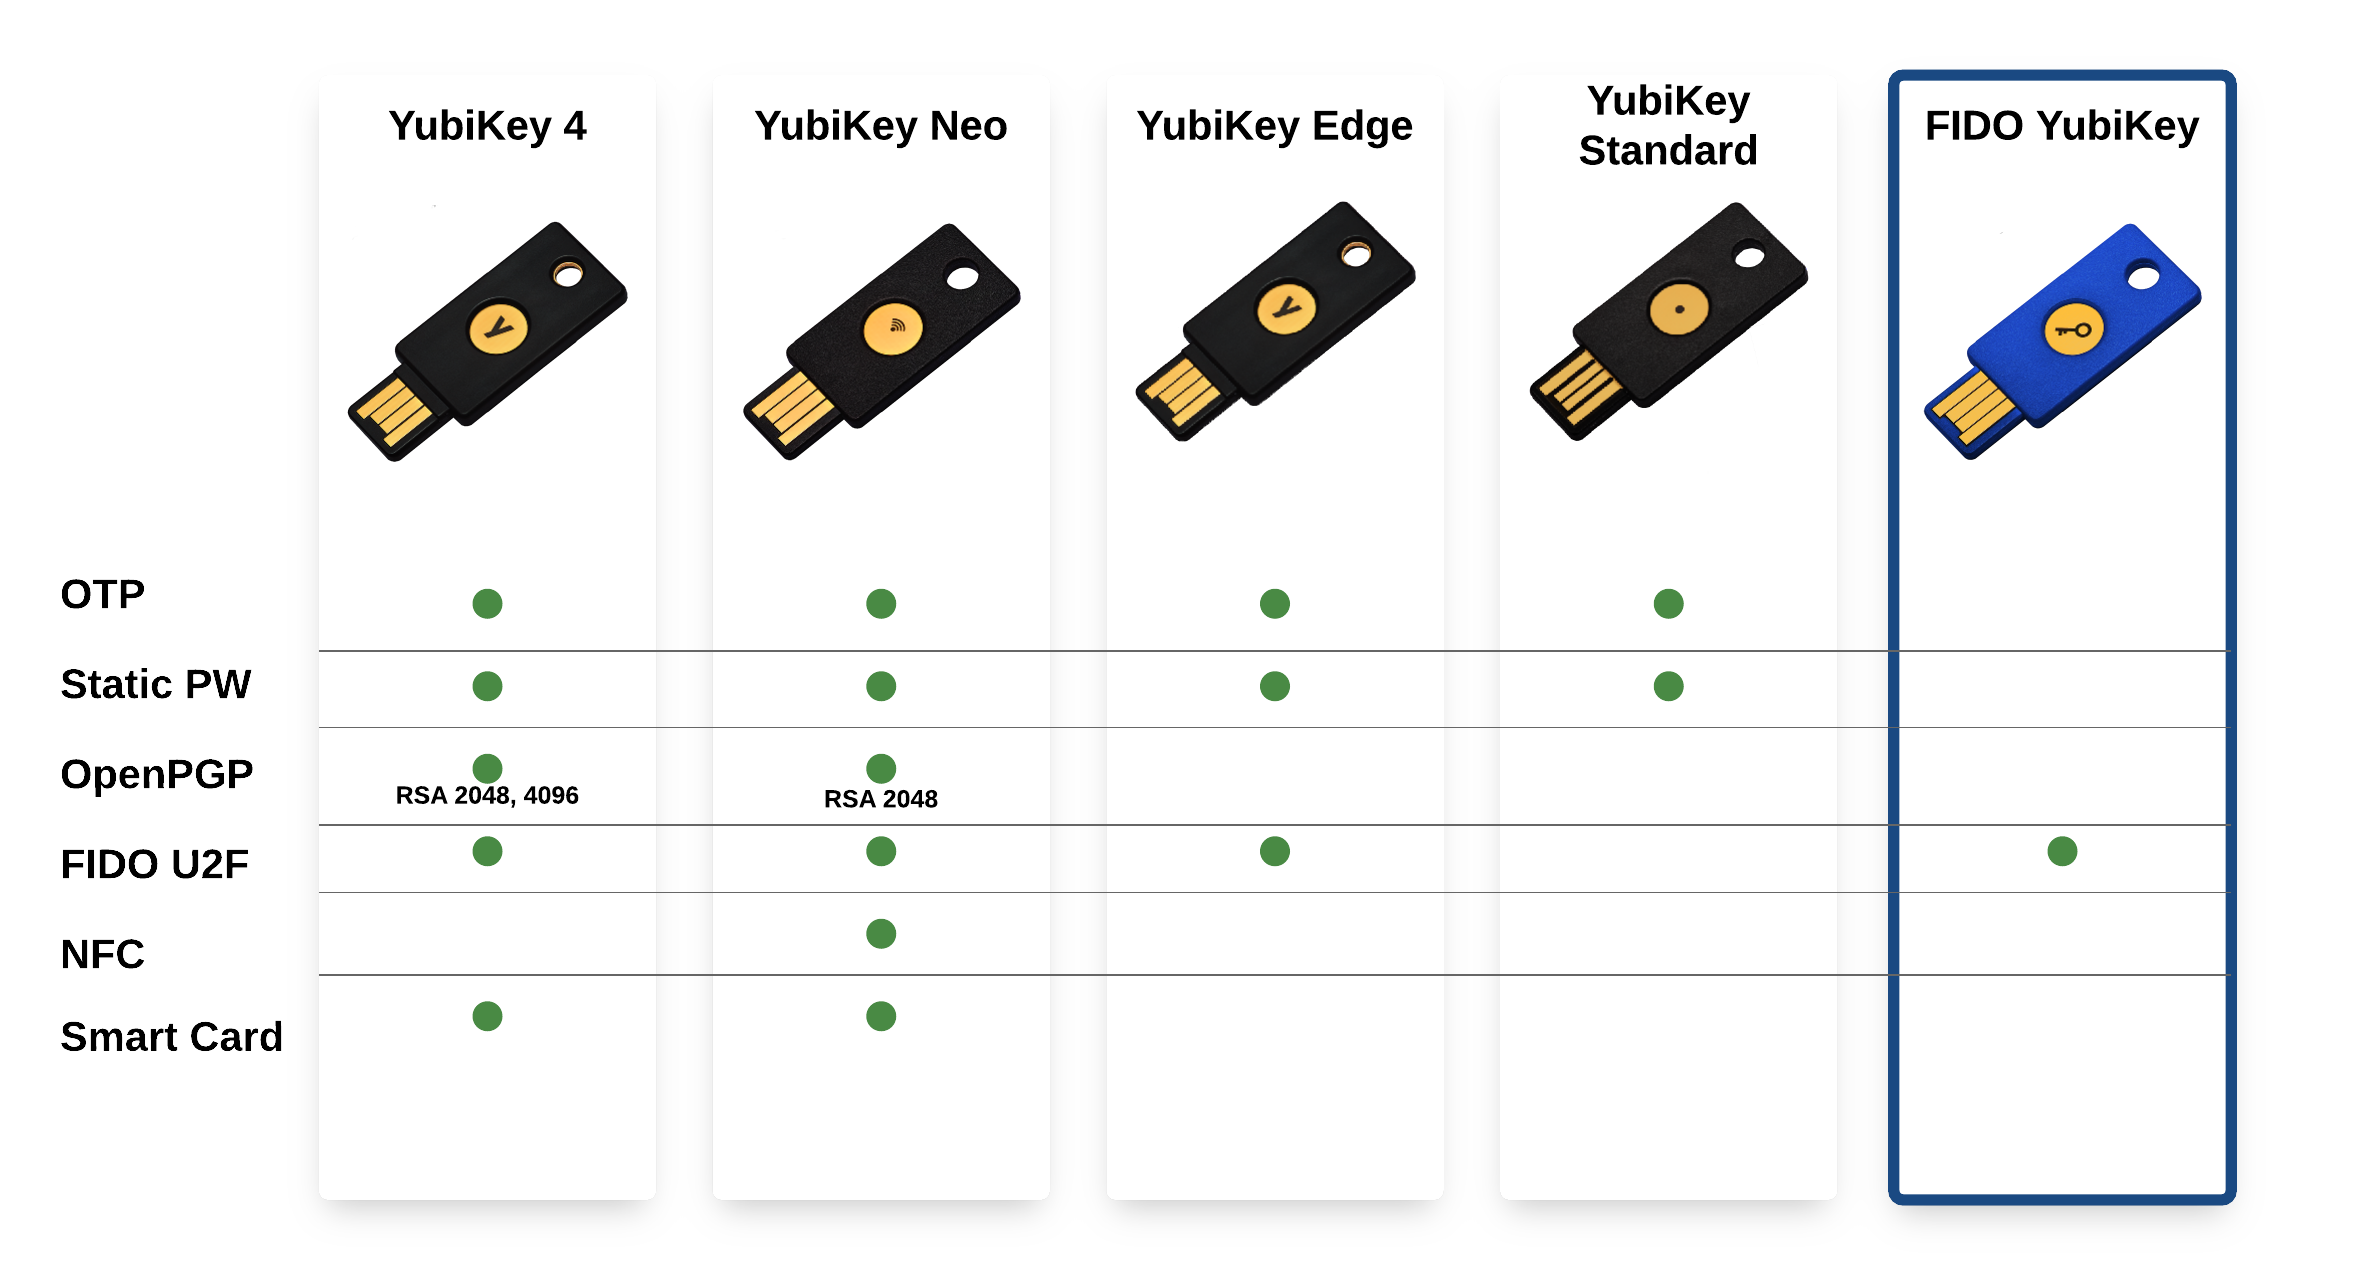 YubiKey 4
YubiKey Neo
YubiKey Edge
YubiKey
Standard
FIDO YubiKey
OTP
Static PW
OpenPGP
RSA 2048, 4096
RSA 2048
FIDO U2F
NFC
Smart Card